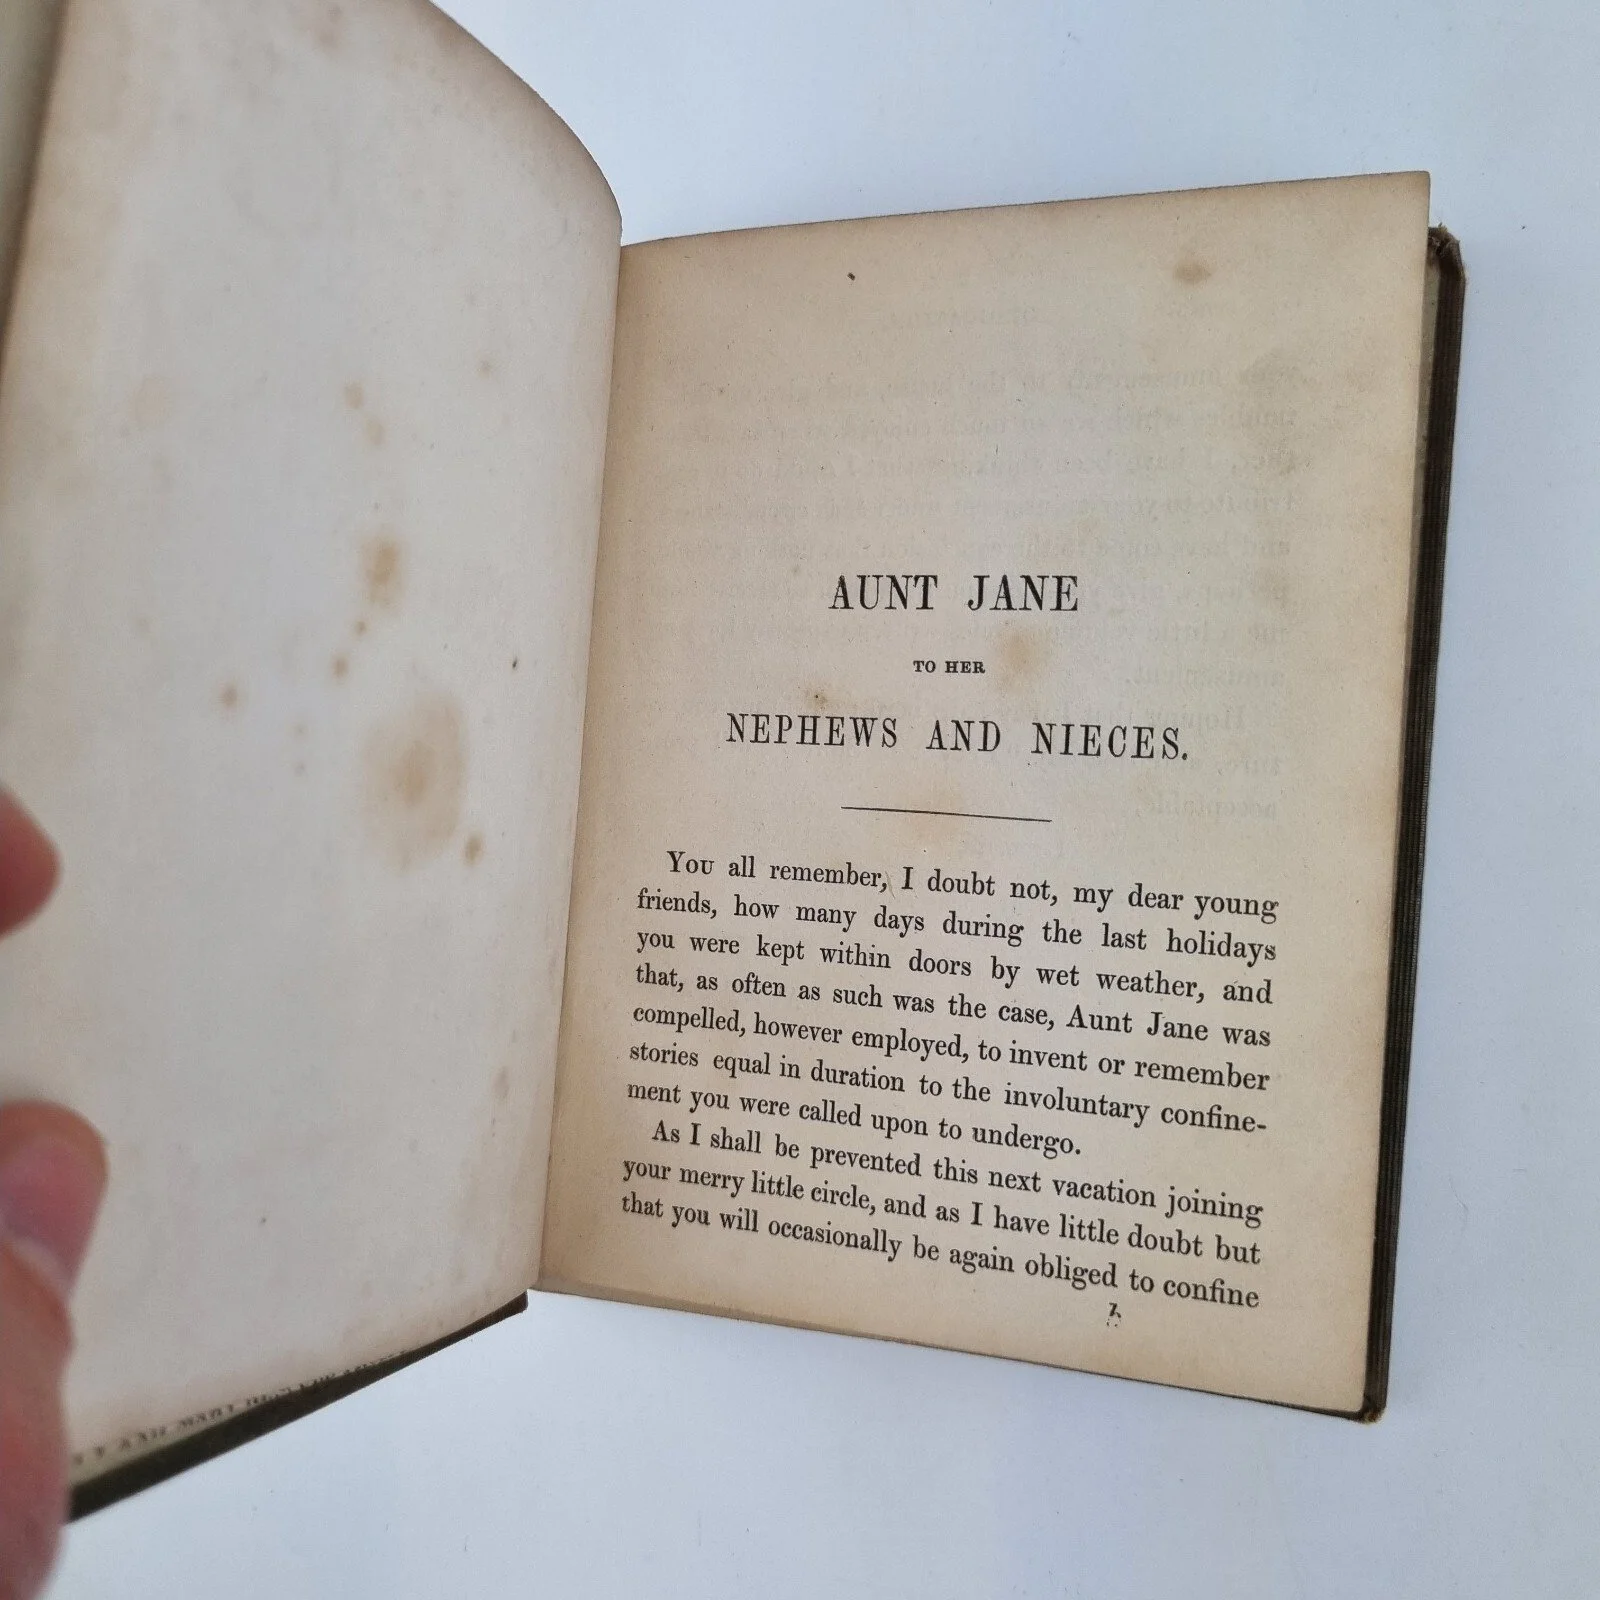 AUNT JANE
TO HER
NEPHEWS AND NIECES.
You all remember, I doubt not, my dear young
friends, how many days during the last holidays
you were kept within doors by wet weather, and
that, as often as such was the case, Aunt Jane was
compelled, however employed, to invent or remember
stories equal in duration to the involuntary confine-
ment you were called upon to undergo.
As I shall be prevented this next vacation joining
your merry little circle, and as I have little doubt but
that you will occasionally be again obliged to confine